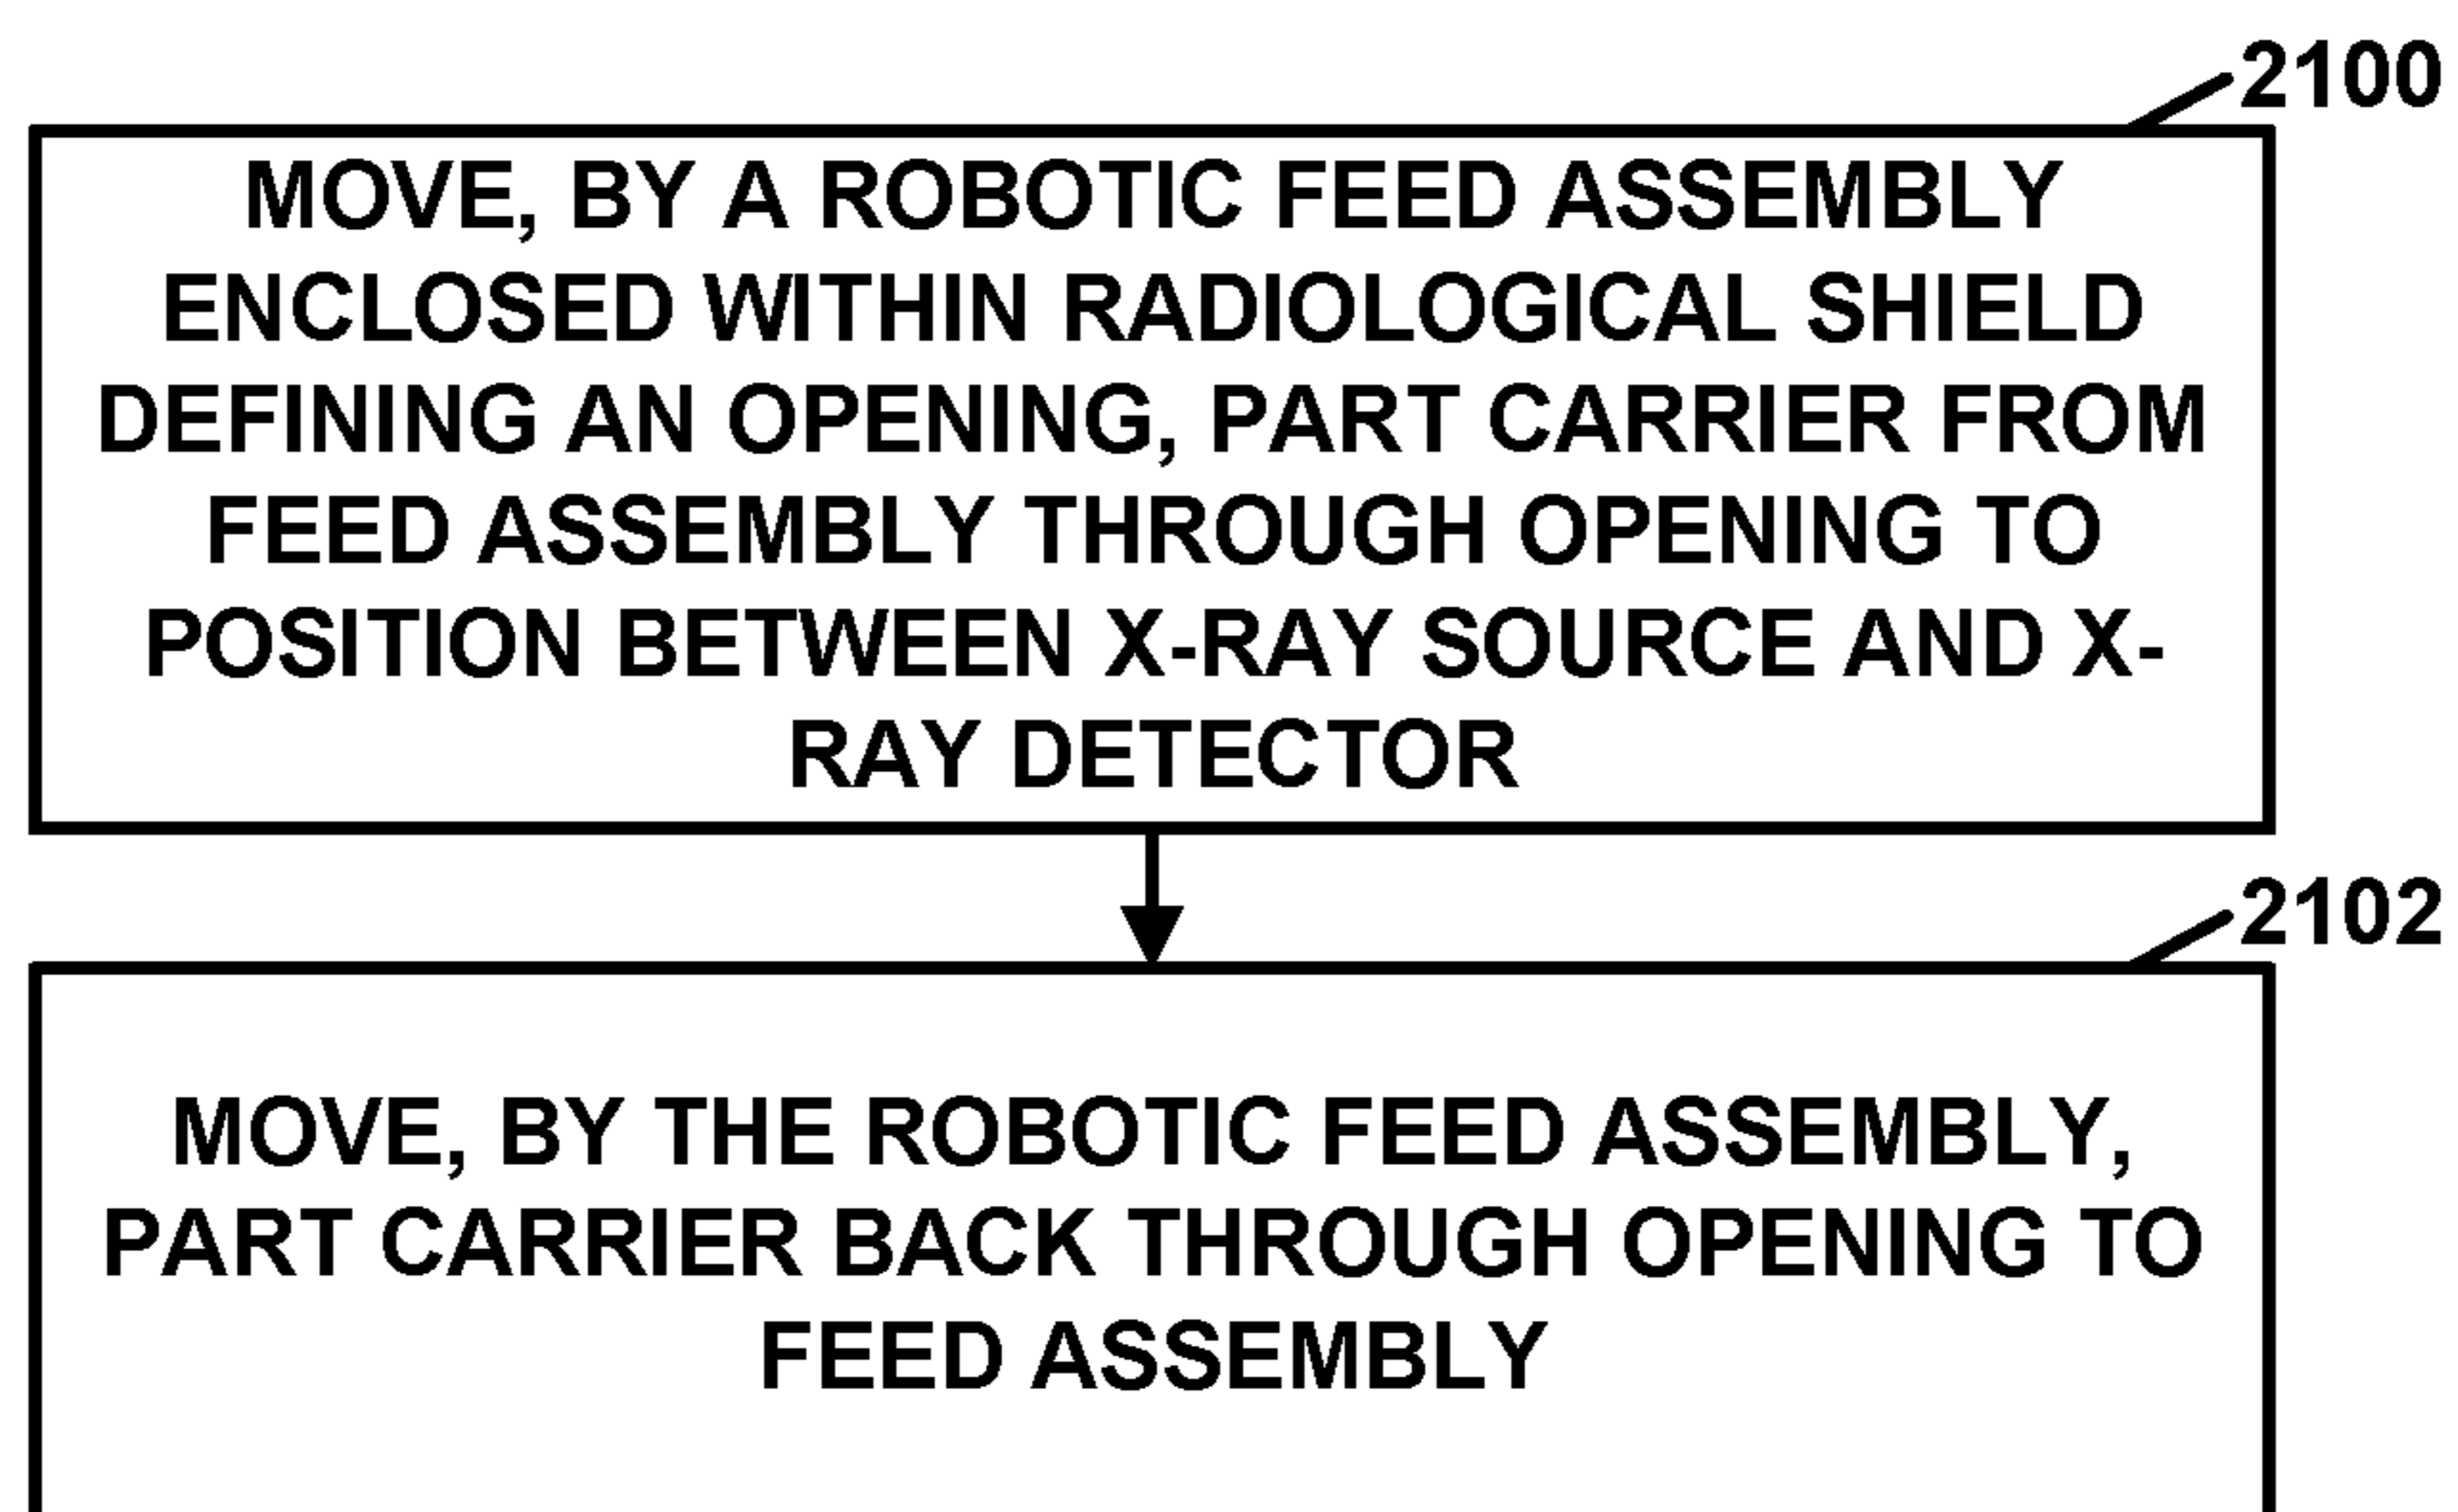 2100
MOVE, BY A ROBOTIC FEED ASSEMBLY
ENCLOSED WITHIN RADIOLOGICAL SHIELD
DEFINING AN OPENING, PART CARRIER FROM
FEED ASSEMBLY THROUGH OPENING TO
POSITION BETWEEN X-RAY SOURCE AND X-
RAY DETECTOR
2102
MOVE, BY THE ROBOTIC FEED ASSEMBLY,
PART CARRIER BACK THROUGH OPENING TO
FEED ASSEMBLY